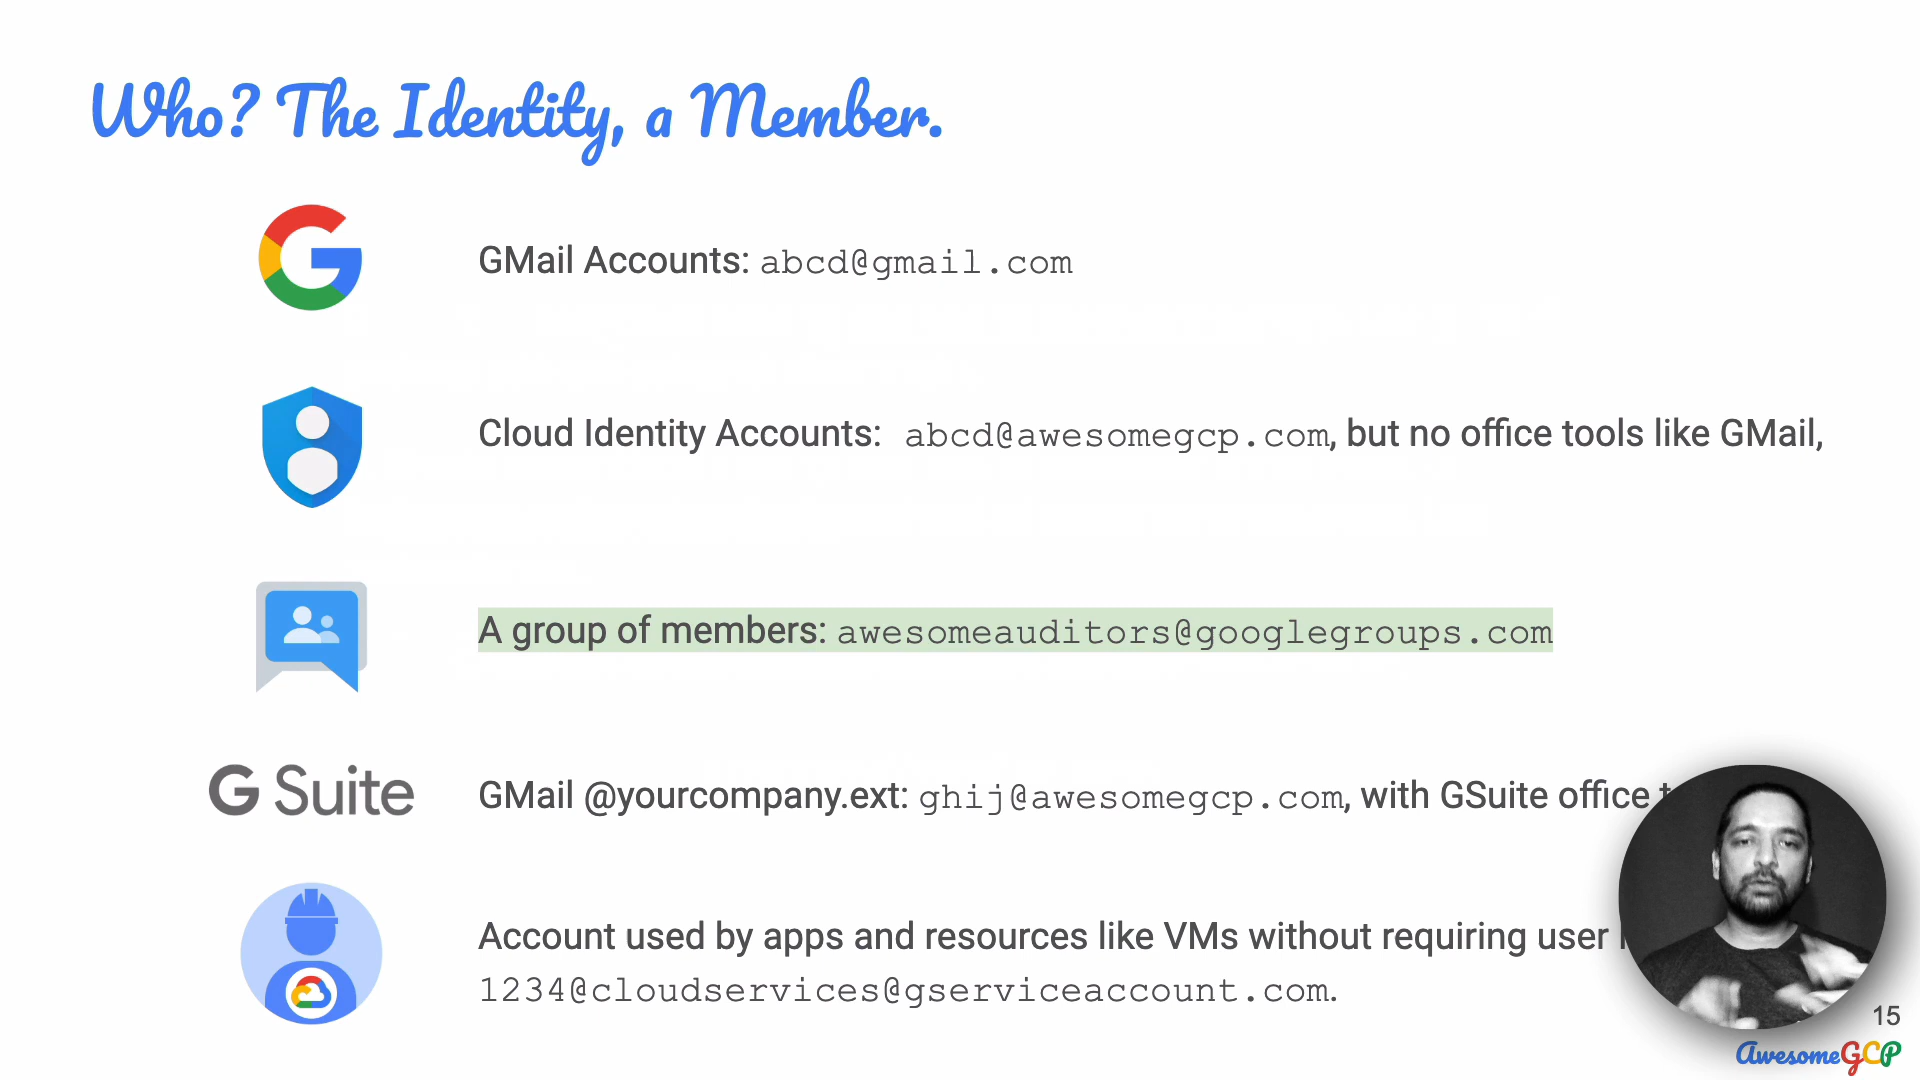 Who? The Identity, a Member.
GMail Accounts: abcd@gmail.com
Cloud Identity Accounts: abcd@awesomegcp.com, but no office tools like GMail,
A group of members: awesomeauditors@googlegroups.com
G Suite
GMail @yourcompany.ext: ghij@awesomegcp.com, with GSuite office
Account used by apps and resources like VMs without requiring user
1234@cloudservices@gserviceaccount.com.
15
AwesomeGCP